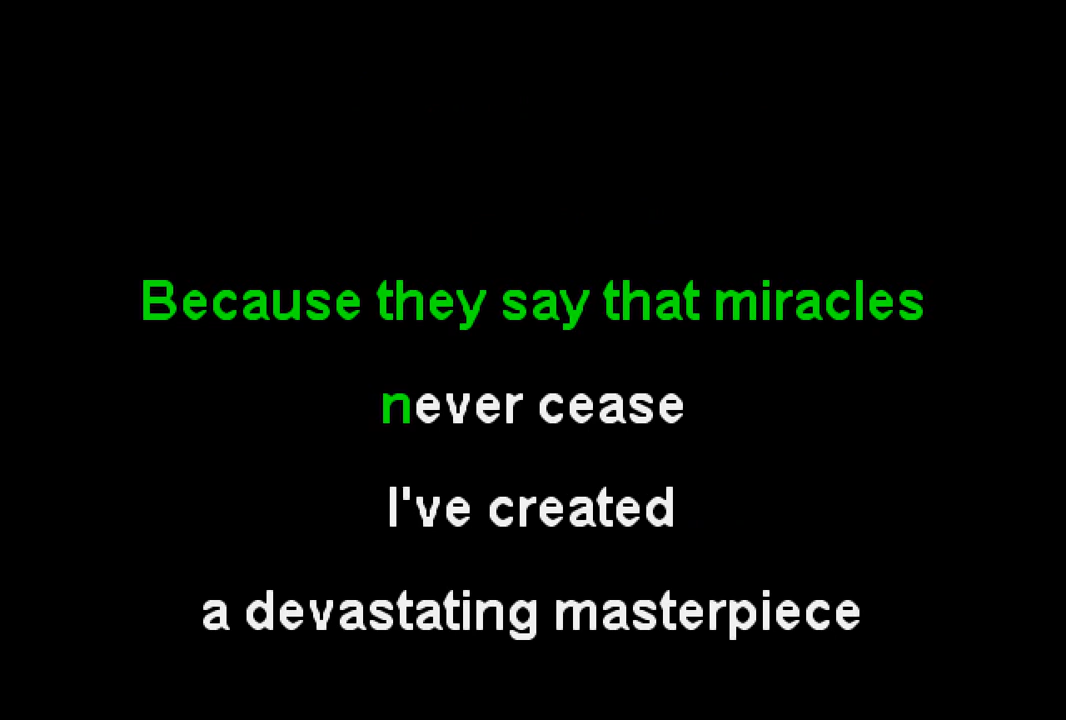 Because they say that miracles
never cease
I've created
a devastating masterpiece